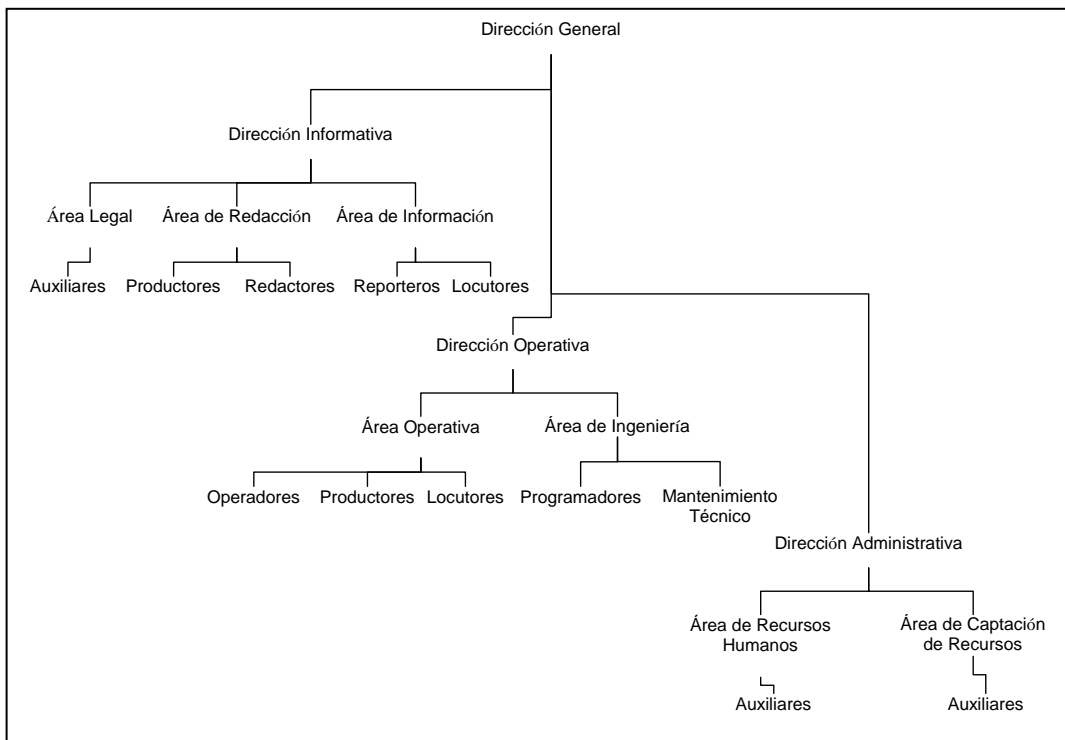 Dirección General
Dirección Informativa
Área Legal
Área de Redacción
Área de Información
Auxiliares
Productores
Redactores
Reporteros
Locutores
Dirección Operativa
Área Operativa
Área de Ingeniería
Operadores
Productores
Locutores
Programadores
Mantenimiento
Técnico
Dirección Administrativa
Área de Recursos
Humanos
Área de Captación
de Recursos
Auxiliares
Auxiliares